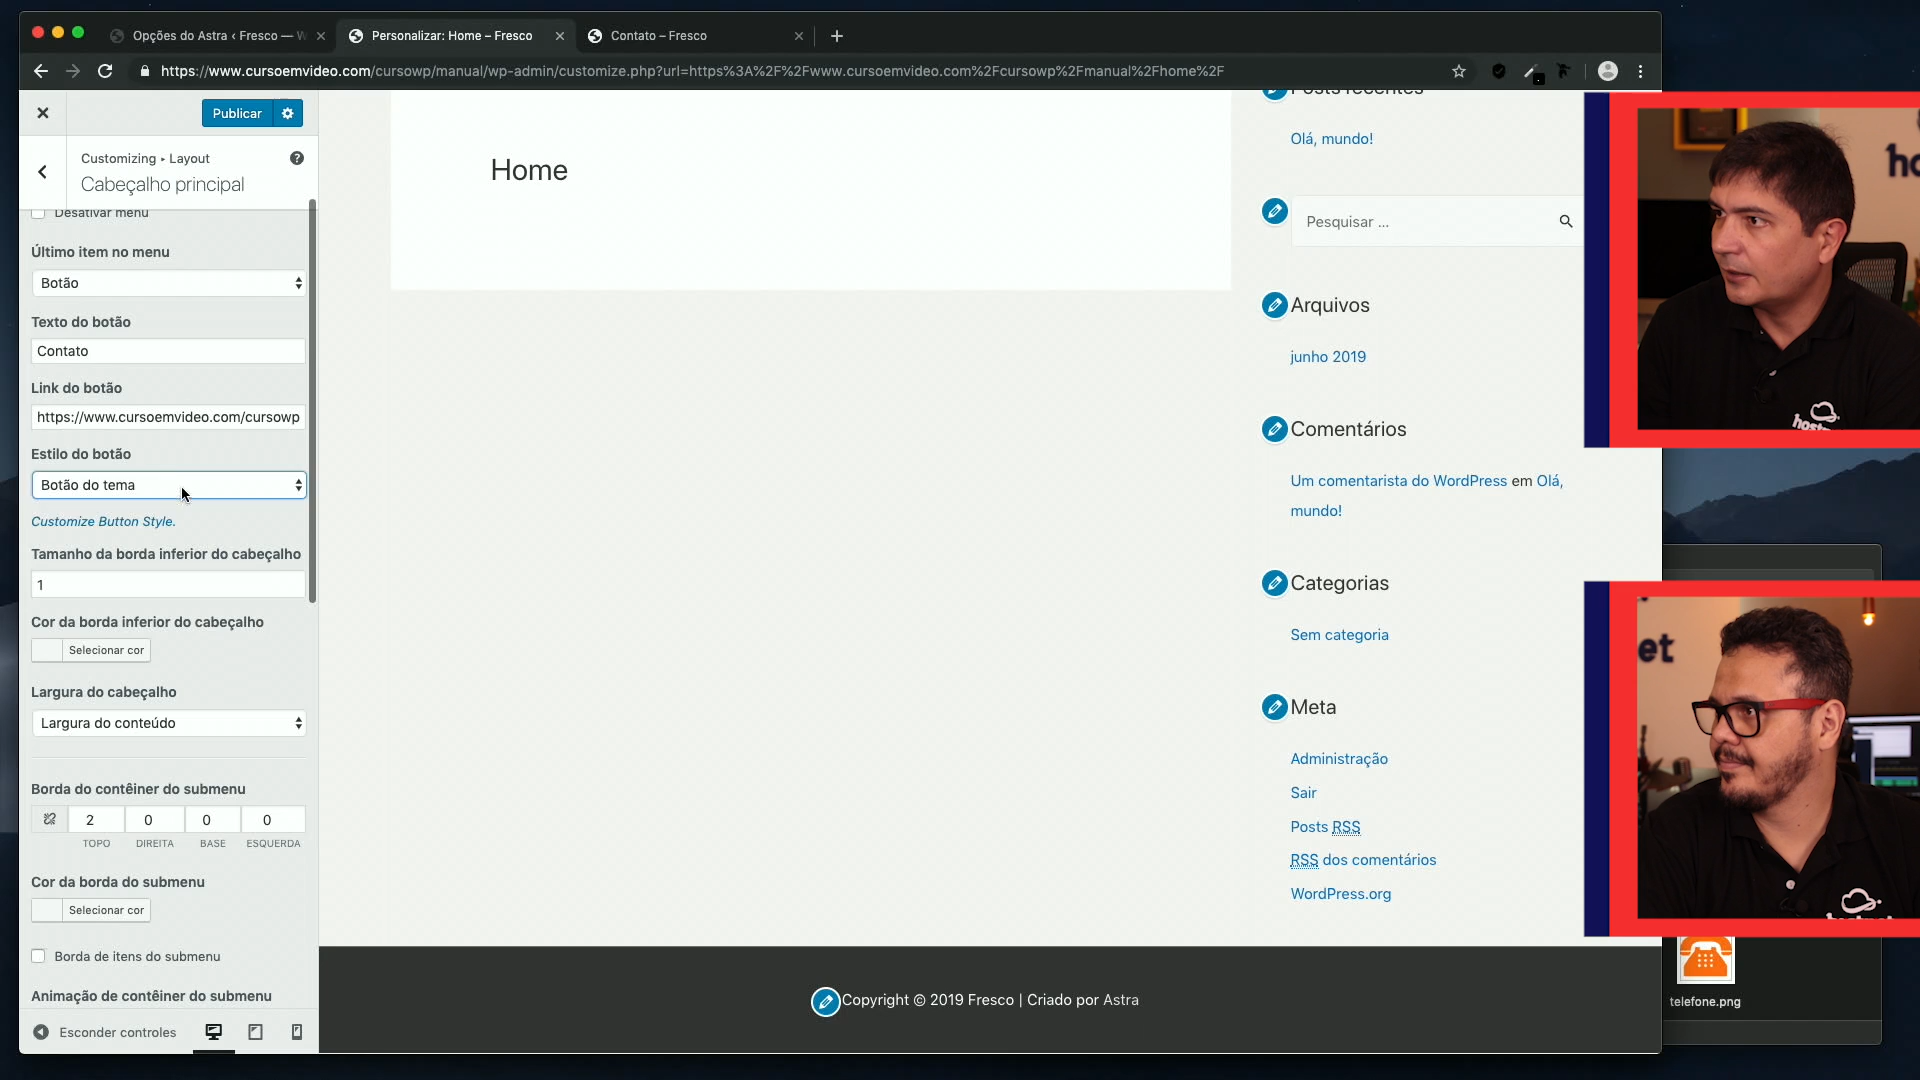 Opções do Astra ‹ Fresco — W
Personalizar: Home – Fresco
Contato – Fresco
https://www.cursoemvideo.com/cursowp/manual/wp-admin/customize.php?url=https%3A%2F%2Fwww.cursoemvideo.com%2Fcursowp%2Fmanual%2Fhome%2F
Publicar
Customizing ▸ Layout
Cabeçalho principal
Desativar menu
Último item no menu
Botão
Texto do botão
Contato
Link do botão
https://www.cursoemvideo.com/cursowp
Estilo do botão
Botão do tema
Customize Button Style.
Tamanho da borda inferior do cabeçalho
1
Cor da borda inferior do cabeçalho
Selecionar cor
Largura do cabeçalho
Largura do conteúdo
Borda do contêiner do submenu
2 0 0 0
TOPO DIREITA BASE ESQUERDA
Cor da borda do submenu
Selecionar cor
Borda de itens do submenu
Animação de contêiner do submenu
Esconder controles
Home
Posts recentes
Olá, mundo!
Pesquisar ...
Arquivos
junho 2019
Comentários
Um comentarista do WordPress em Olá,
mundo!
Categorias
Sem categoria
Meta
Administração
Sair
Posts RSS
RSS dos comentários
WordPress.org
Copyright © 2019 Fresco | Criado por Astra
ho
et
telefone.png